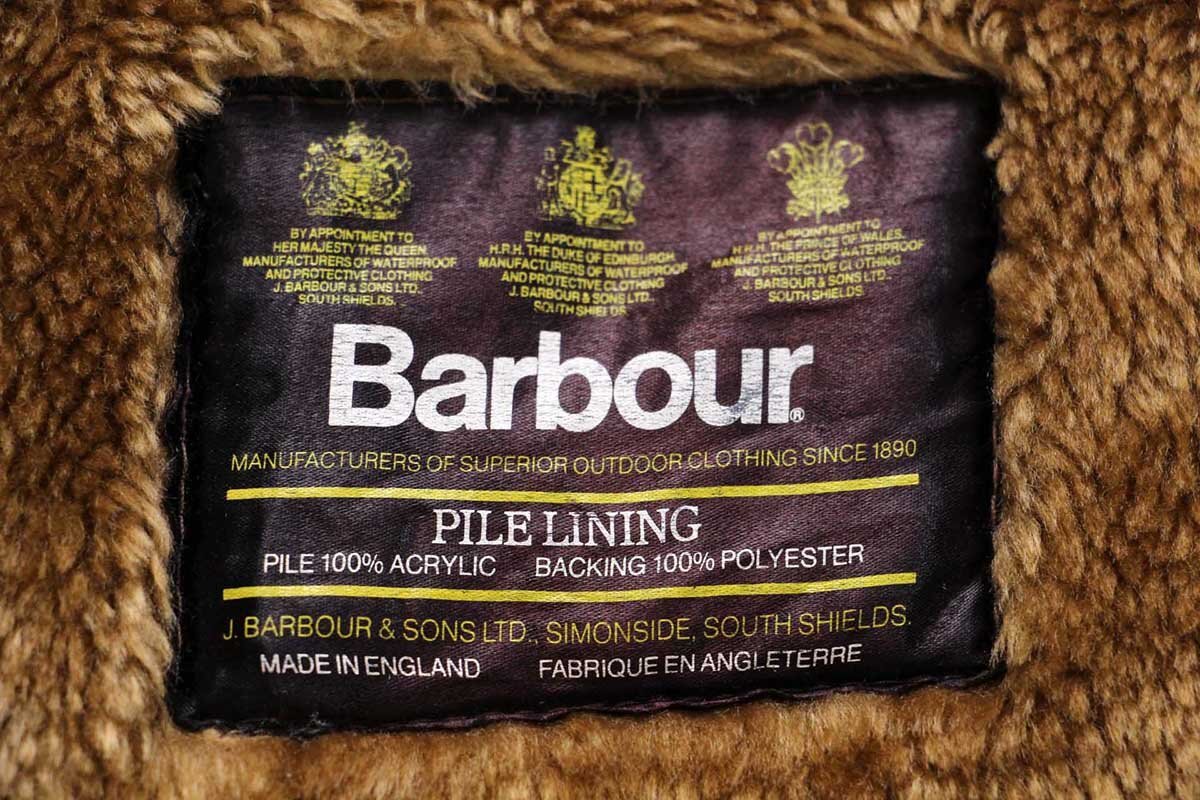 BY APPOINTMENT TO
HER MAJESTY THE QUEEN
MANUFACTURERS OF WATERPROOF
AND PROTECTIVE CLOTHING
J. BARBOUR & SONS LTD.
SOUTH SHIELDS.
BY APPOINTMENT TO
H.R.H. THE DUKE OF EDINBURGH
MANUFACTURERS OF WATERPROOF
AND PROTECTIVE CLOTHING
J. BARBOUR & SONS LTD.
SOUTH SHIELDS.
BY APPOINTMENT TO
H.R.H. THE PRINCE OF WALES
MANUFACTURERS OF WATERPROOF
AND PROTECTIVE CLOTHING
J. BARBOUR & SONS LTD.
SOUTH SHIELDS.
Barbour®
MANUFACTURERS OF SUPERIOR OUTDOOR CLOTHING SINCE 1890
PILE LINING
PILE 100% ACRYLIC BACKING 100% POLYESTER
J. BARBOUR & SONS LTD., SIMONSIDE, SOUTH SHIELDS.
MADE IN ENGLAND FABRIQUE EN ANGLETERRE